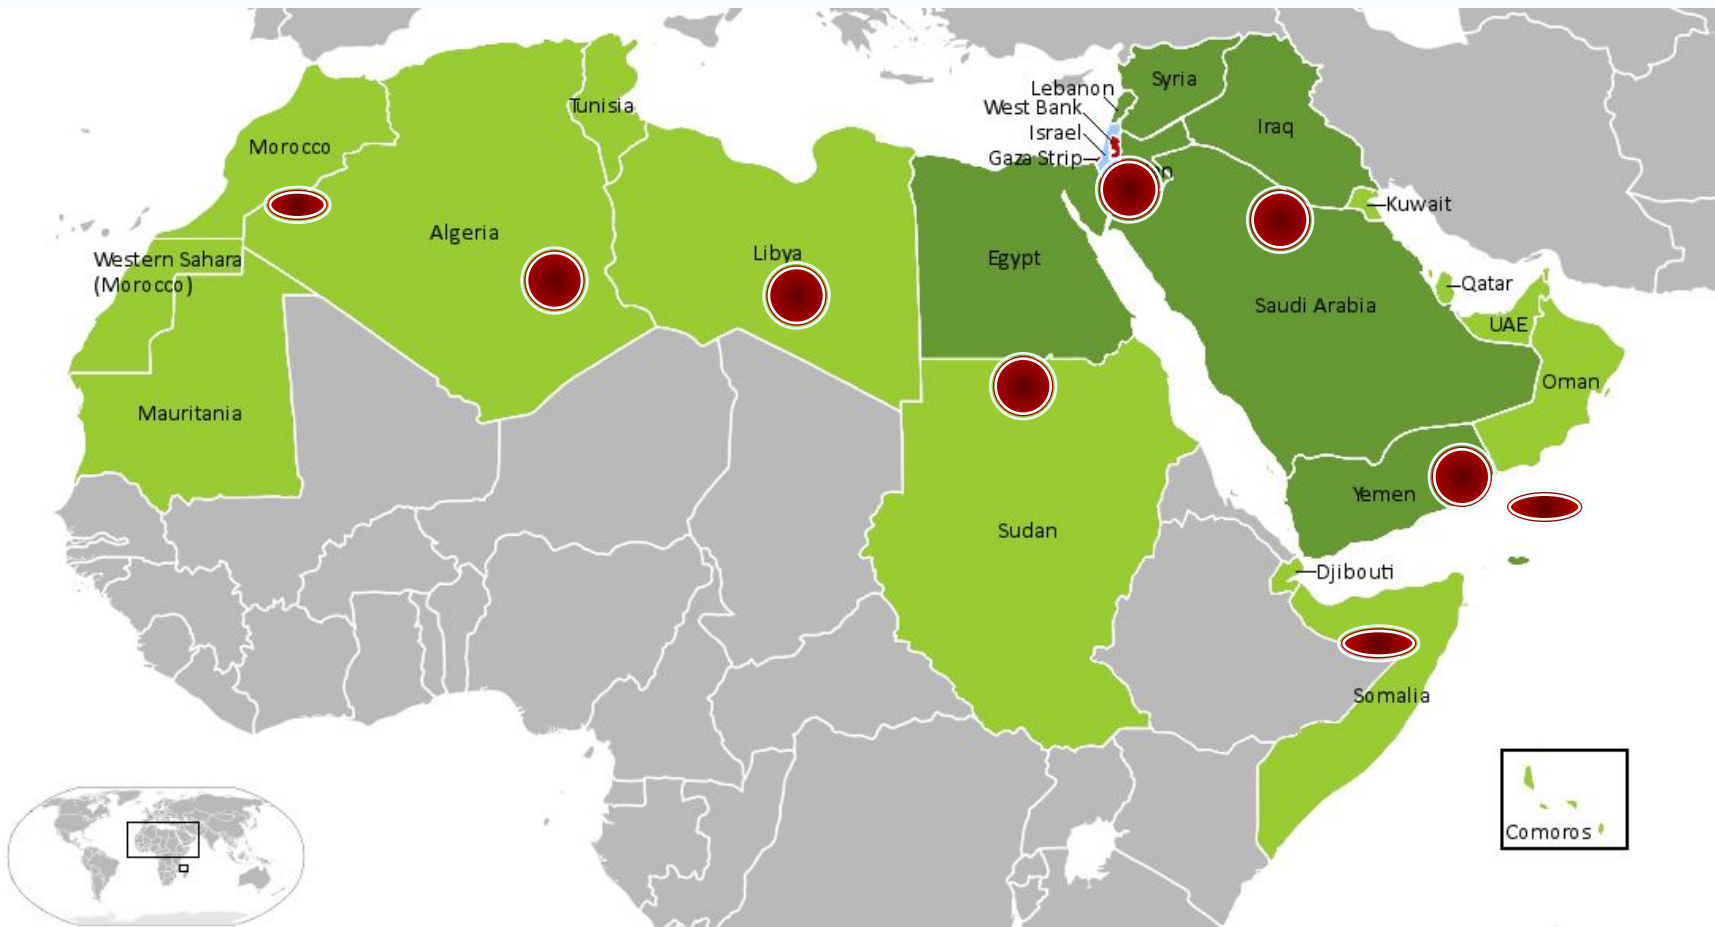 Syria
Lebanon
West Bank
Israel
Gaza Strip
Iraq
Tunisia
Morocco
Kuwait
Algeria
Libya
Egypt
Western Sahara
(Morocco)
Qatar
Saudi Arabia
UAE
Oman
Mauritania
Yemen
Sudan
Djibouti
Somalia
Comoros